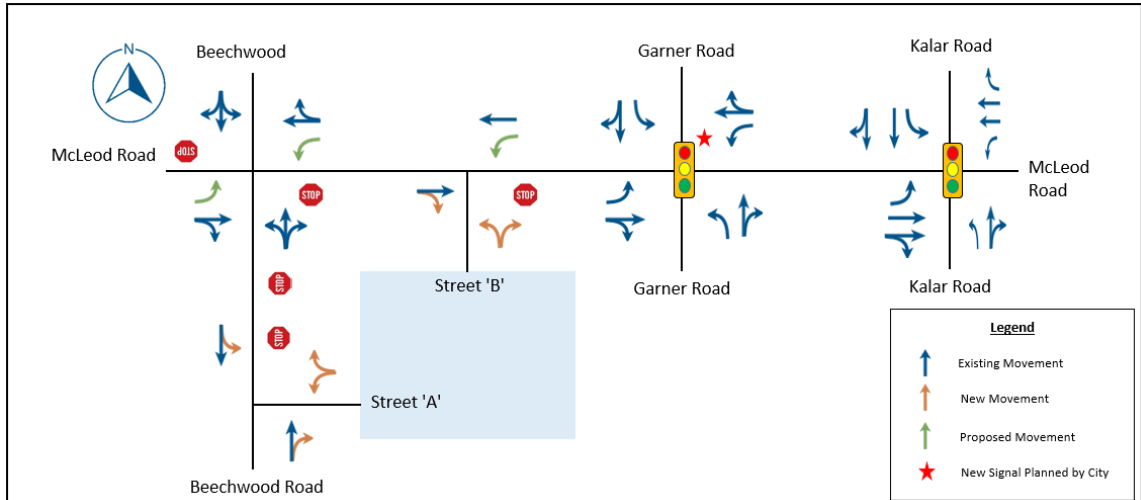 N
Beechwood
Garner Road
Kalar Road
McLeod Road
STOP
McLeod
Road
STOP
STOP
Street 'B'
Garner Road
Kalar Road
STOP
STOP
Street 'A'
Beechwood Road
Legend
Existing Movement
New Movement
Proposed Movement
New Signal Planned by City